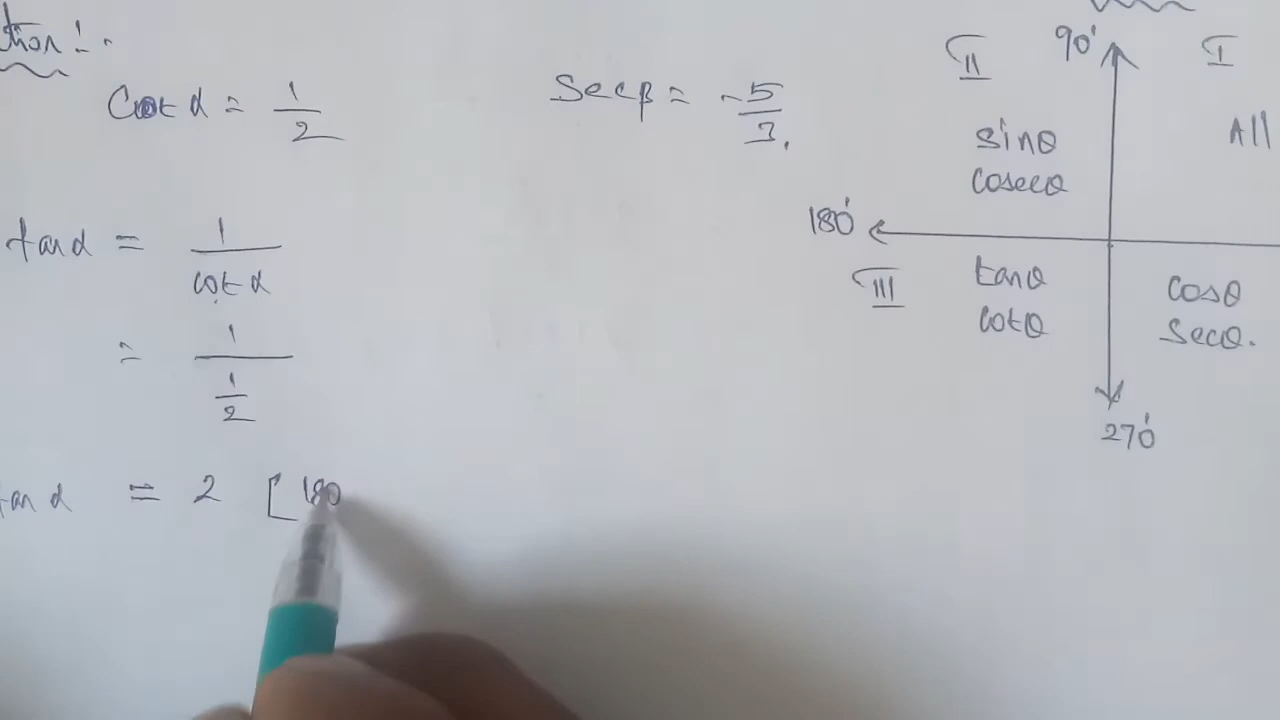 tion :-
Cot α = 1/2
tan α = 1/cot α
= 1/(1/2)
tan α = 2 [180
Sec β = -5/3.
90°
II
I
sinθ
cosecθ
All
180°
III
tanθ
cotθ
cosθ
secθ.
270°